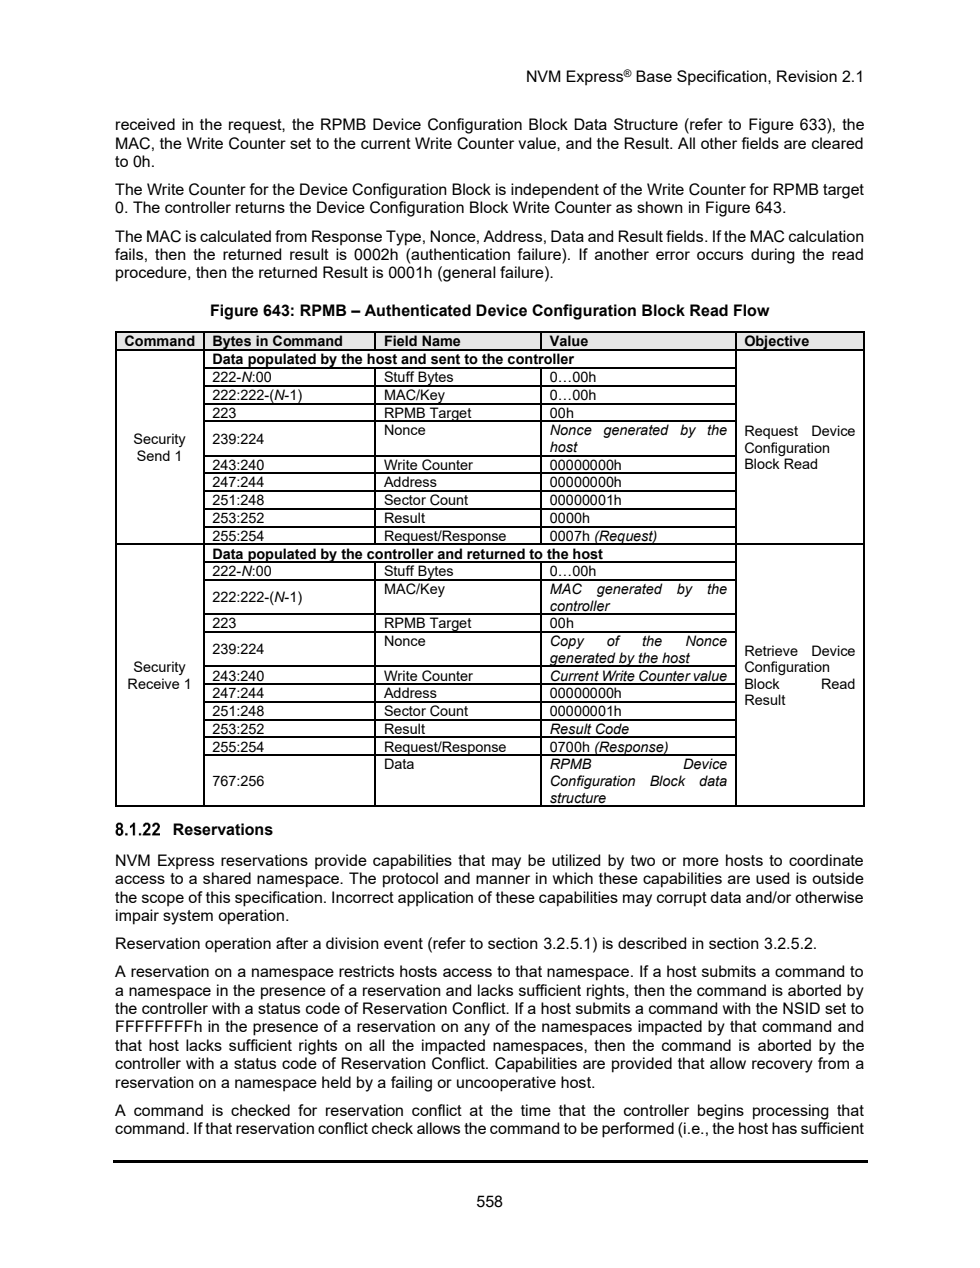 NVM Express® Base Specification, Revision 2.1
received in the request, the RPMB Device Configuration Block Data Structure (refer to Figure 633), the
MAC, the Write Counter set to the current Write Counter value, and the Result. All other fields are cleared
to 0h.
The Write Counter for the Device Configuration Block is independent of the Write Counter for RPMB target
0. The controller returns the Device Configuration Block Write Counter as shown in Figure 643.
The MAC is calculated from Response Type, Nonce, Address, Data and Result fields. If the MAC calculation
fails, then the returned result is 0002h (authentication failure). If another error occurs during the read
procedure, then the returned Result is 0001h (general failure).
Figure 643: RPMB – Authenticated Device Configuration Block Read Flow
Command Bytes in Command Field Name Value Objective
Security
Send 1
Data populated by the host and sent to the controller
222-N:00 Stuff Bytes 0…00h
222:222-(N-1) MAC/Key 0…00h
223 RPMB Target 00h
239:224 Nonce Nonce generated by the
host
243:240 Write Counter 00000000h
247:244 Address 00000000h
251:248 Sector Count 00000001h
253:252 Result 0000h
255:254 Request/Response 0007h (Request)
Request Device
Configuration
Block Read
Security
Receive 1
Data populated by the controller and returned to the host
222-N:00 Stuff Bytes 0…00h
222:222-(N-1) MAC/Key MAC generated by the
controller
223 RPMB Target 00h
239:224 Nonce Copy of the Nonce
generated by the host
243:240 Write Counter Current Write Counter value
247:244 Address 00000000h
251:248 Sector Count 00000001h
253:252 Result Result Code
255:254 Request/Response 0700h (Response)
767:256 Data RPMB Device
Configuration Block data
structure
Retrieve Device
Configuration
Block Read
Result
8.1.22 Reservations
NVM Express reservations provide capabilities that may be utilized by two or more hosts to coordinate
access to a shared namespace. The protocol and manner in which these capabilities are used is outside
the scope of this specification. Incorrect application of these capabilities may corrupt data and/or otherwise
impair system operation.
Reservation operation after a division event (refer to section 3.2.5.1) is described in section 3.2.5.2.
A reservation on a namespace restricts hosts access to that namespace. If a host submits a command to
a namespace in the presence of a reservation and lacks sufficient rights, then the command is aborted by
the controller with a status code of Reservation Conflict. If a host submits a command with the NSID set to
FFFFFFFFh in the presence of a reservation on any of the namespaces impacted by that command and
that host lacks sufficient rights on all the impacted namespaces, then the command is aborted by the
controller with a status code of Reservation Conflict. Capabilities are provided that allow recovery from a
reservation on a namespace held by a failing or uncooperative host.
A command is checked for reservation conflict at the time that the controller begins processing that
command. If that reservation conflict check allows the command to be performed (i.e., the host has sufficient
558